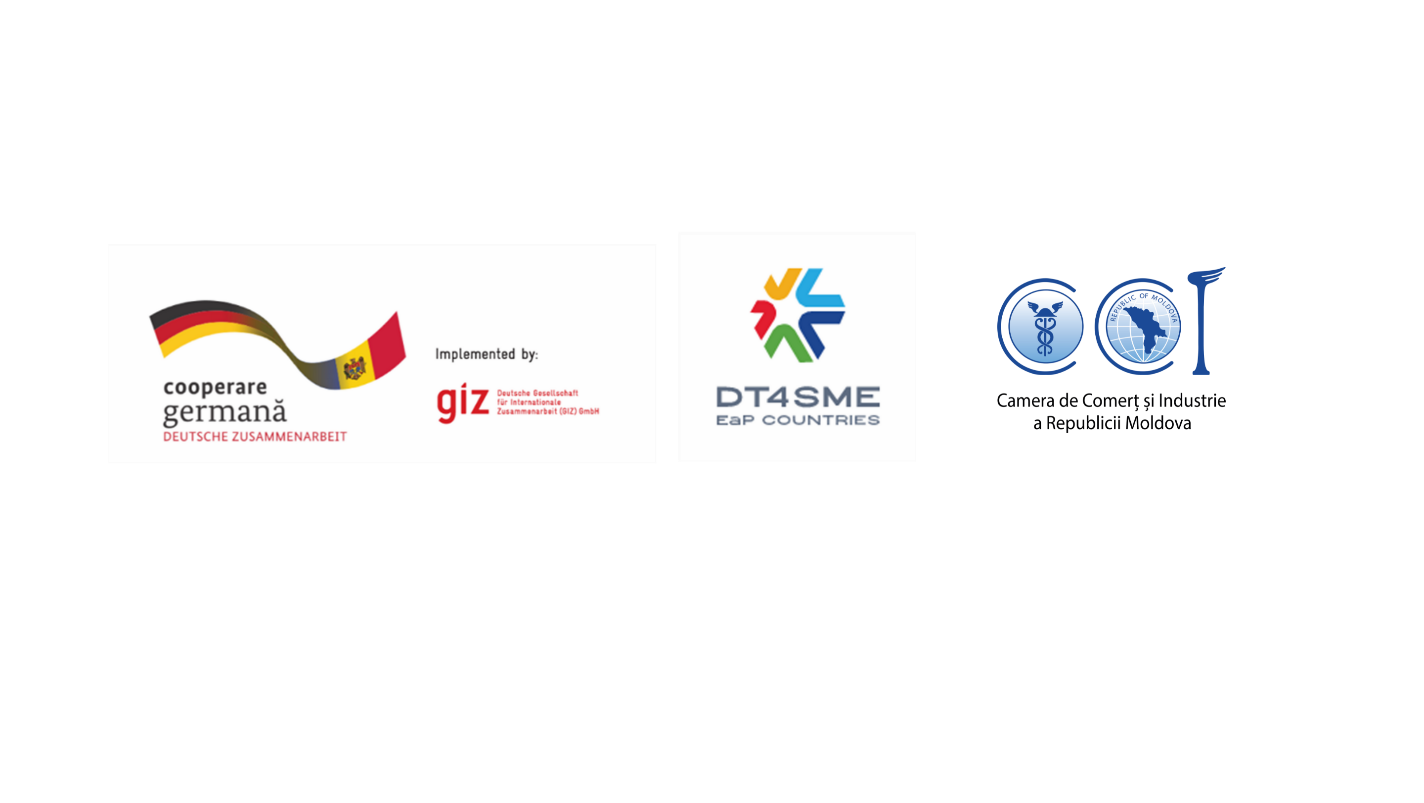 cooperare
germană
DEUTSCHE ZUSAMMENARBEIT
Implemented by:
giz
Deutsche Gesellschaft
für Internationale
Zusammenarbeit (GIZ) GmbH
DT4SME
EaP COUNTRIES
CCI
REPUBLIC OF MOLDOVA
Camera de Comerț și Industrie
a Republicii Moldova